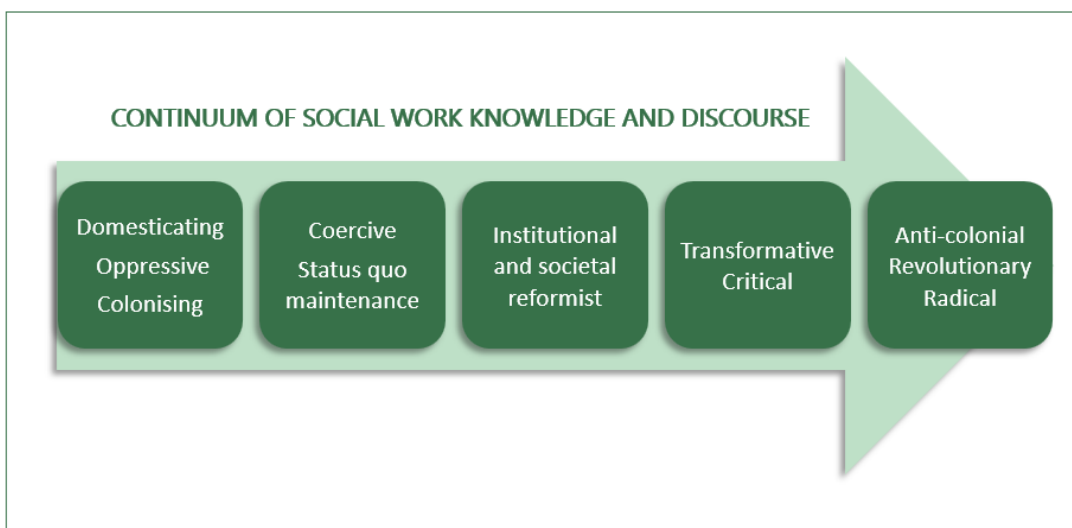 CONTINUUM OF SOCIAL WORK KNOWLEDGE AND DISCOURSE
Domesticating
Oppressive
Colonising
Coercive
Status quo
maintenance
Institutional
and societal
reformist
Transformative
Critical
Anti-colonial
Revolutionary
Radical